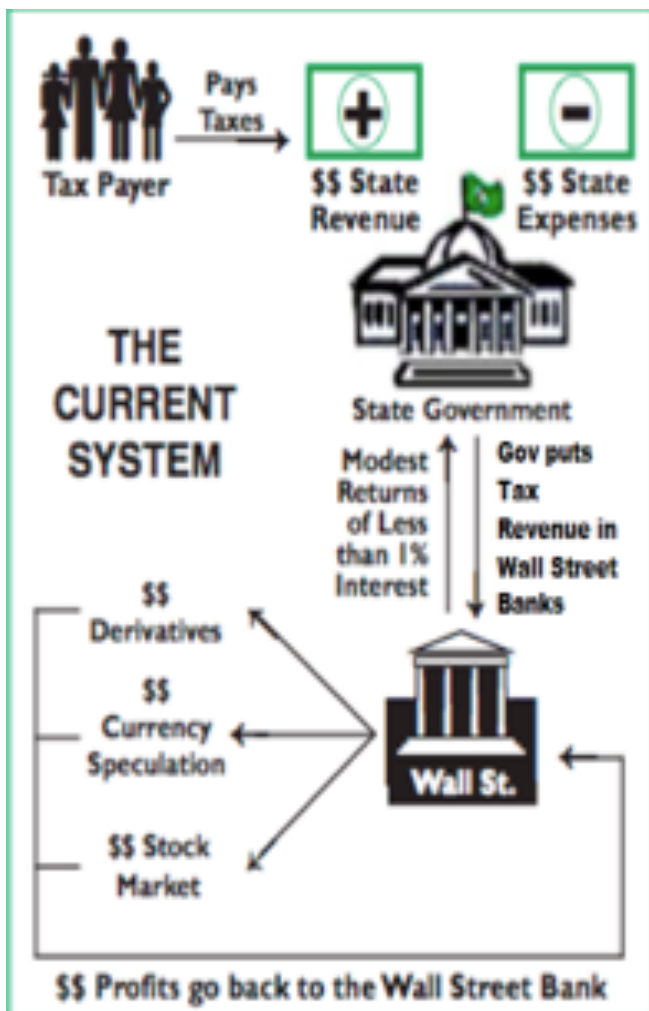 Pays
Taxes
Tax Payer
+
-
$$ State
Revenue
$$ State
Expenses
THE
CURRENT
SYSTEM
State Government
Modest
Returns
of Less
than 1%
Interest
Gov puts
Tax
Revenue in
Wall Street
Banks
$$
Derivatives
$$
Currency
Speculation
$$ Stock
Market
Wall St.
$$ Profits go back to the Wall Street Bank